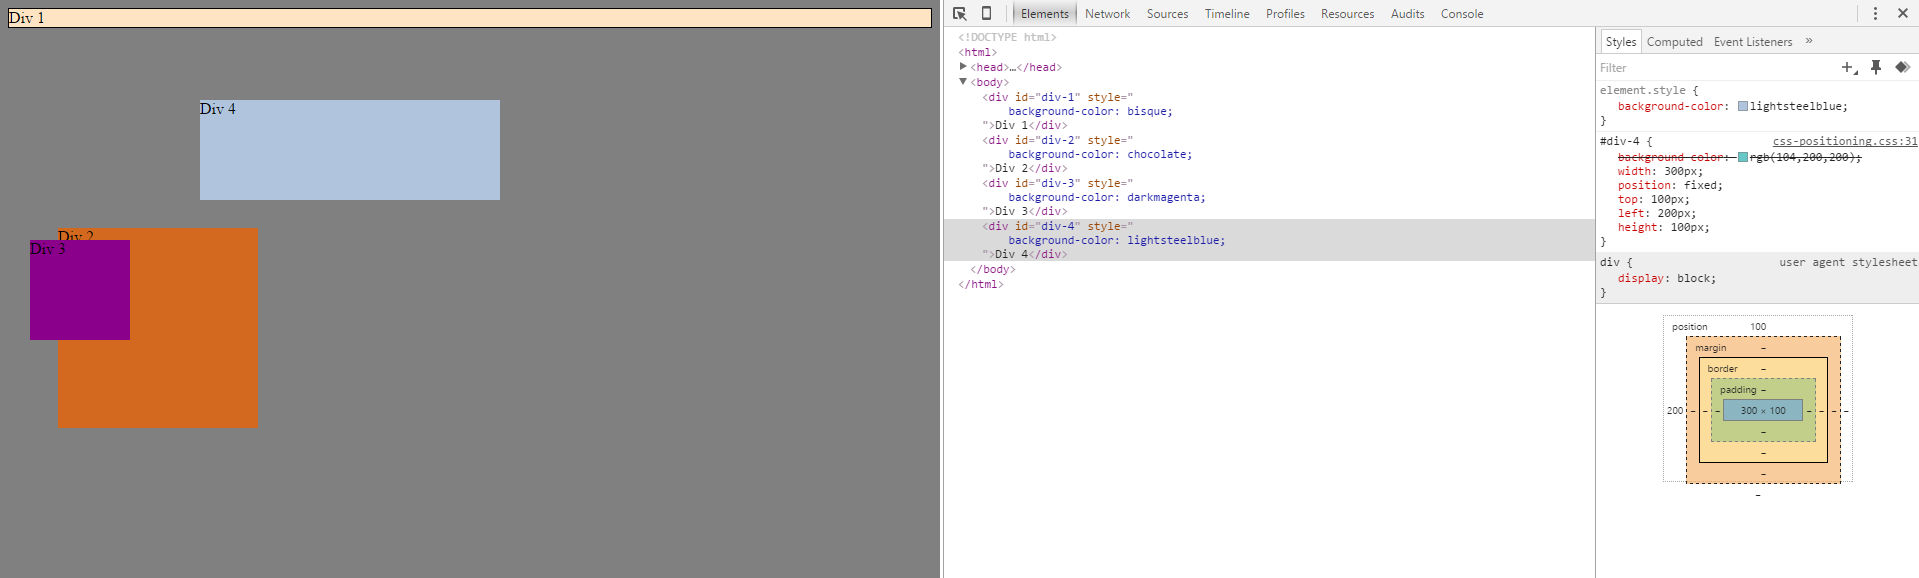 Div 1
Div 4
Div 2
Div 3
Elements Network Sources Timeline Profiles Resources Audits Console
<!DOCTYPE html>
<html>
<head>…</head>
<body>
<div id="div-1" style="
background-color: bisque;
">Div 1</div>
<div id="div-2" style="
background-color: chocolate;
">Div 2</div>
<div id="div-3" style="
background-color: darkmagenta;
">Div 3</div>
<div id="div-4" style="
background-color: lightsteelblue;
">Div 4</div>
</body>
</html>
Styles Computed Event Listeners »
Filter
element.style {
background-color: lightsteelblue;
}
#div-4 { css-positioning.css:31
background-color: rgb(104,200,200);
width: 300px;
position: fixed;
top: 100px;
left: 200px;
height: 100px;
}
div { user agent stylesheet
display: block;
}
position 100
margin –
border –
padding –
200 – – – 300 × 100 – – – –
–
–
–
–